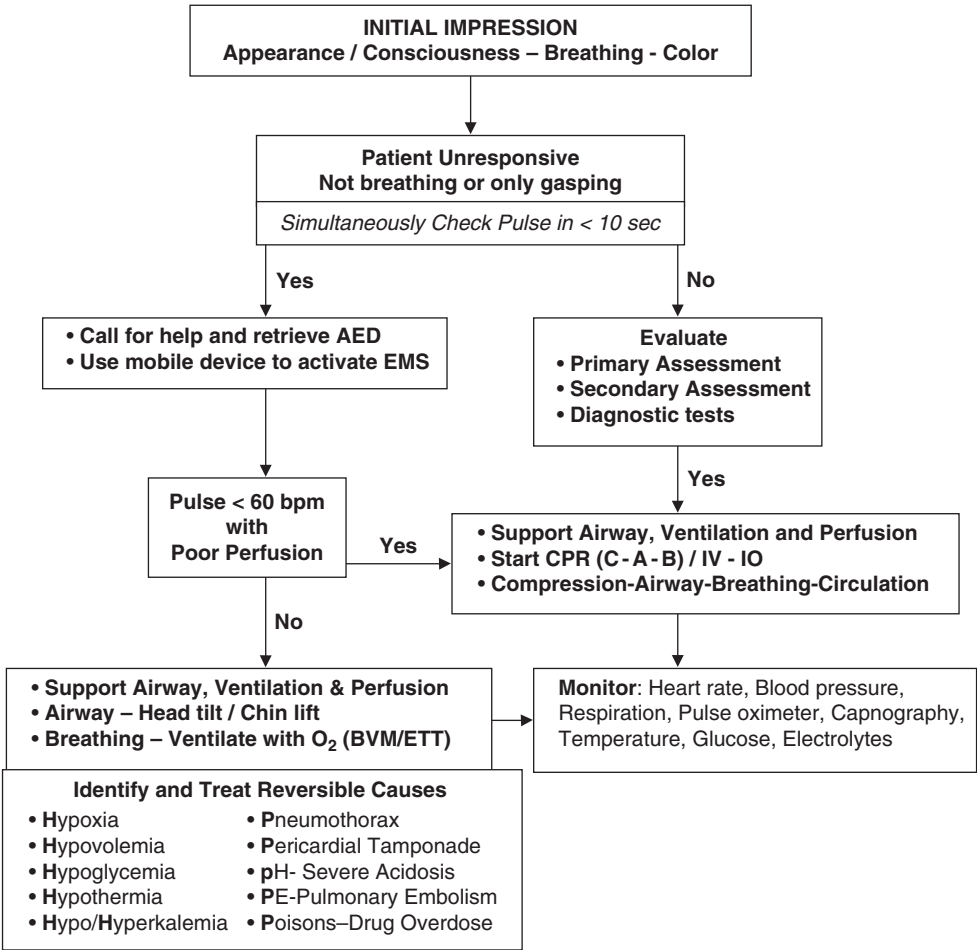 INITIAL IMPRESSION
Appearance / Consciousness – Breathing - Color
Patient Unresponsive
Not breathing or only gasping
Simultaneously Check Pulse in < 10 sec
Yes
No
• Call for help and retrieve AED
• Use mobile device to activate EMS
Evaluate
• Primary Assessment
• Secondary Assessment
• Diagnostic tests
Yes
Pulse < 60 bpm
with
Poor Perfusion
Yes
• Support Airway, Ventilation and Perfusion
• Start CPR (C-A-B) / IV - IO
• Compression-Airway-Breathing-Circulation
No
• Support Airway, Ventilation & Perfusion
• Airway – Head tilt / Chin lift
• Breathing – Ventilate with O₂ (BVM/ETT)
Monitor: Heart rate, Blood pressure,
Respiration, Pulse oximeter, Capnography,
Temperature, Glucose, Electrolytes
Identify and Treat Reversible Causes
• Hypoxia
• Hypovolemia
• Hypoglycemia
• Hypothermia
• Hypo/Hyperkalemia
• Pneumothorax
• Pericardial Tamponade
• pH- Severe Acidosis
• PE-Pulmonary Embolism
• Poisons–Drug Overdose